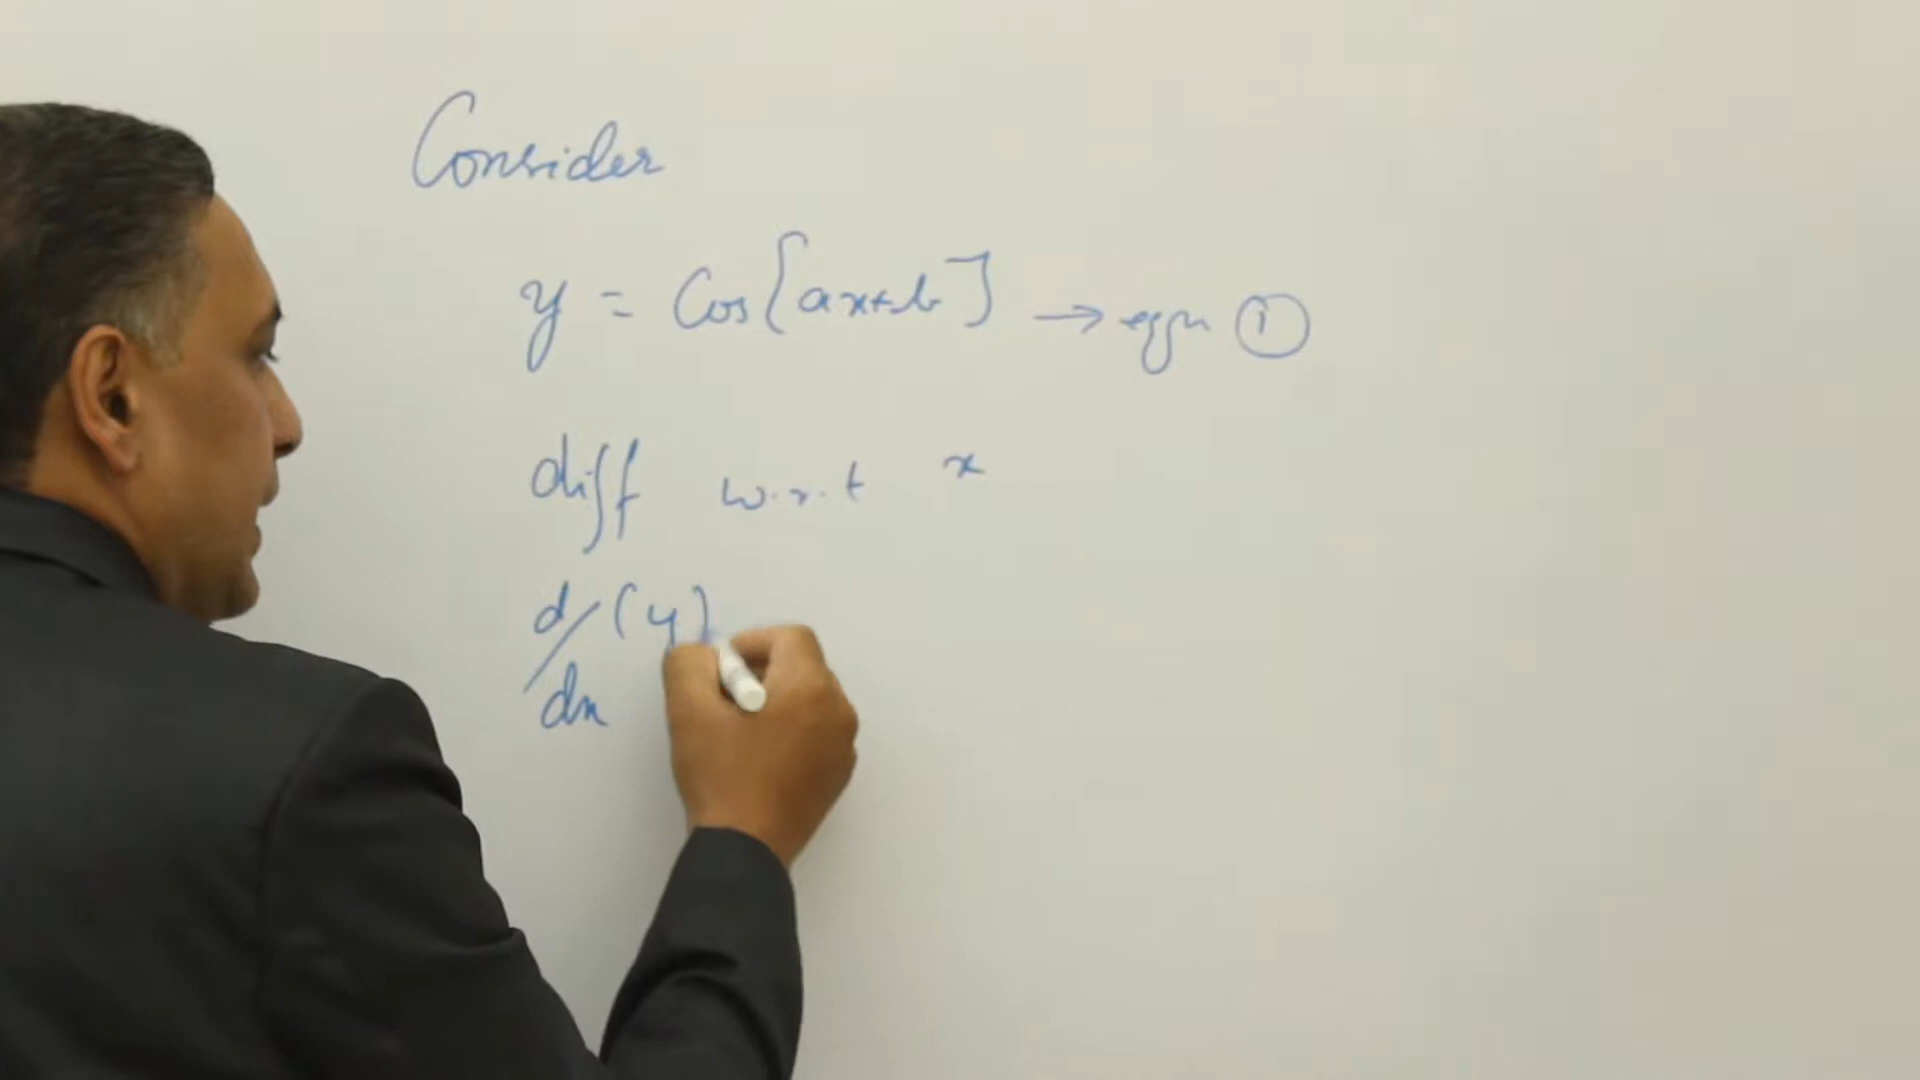 Consider
y = Cos[ax+b] → eqn ①
diff w.r.t x
d/dx (y)